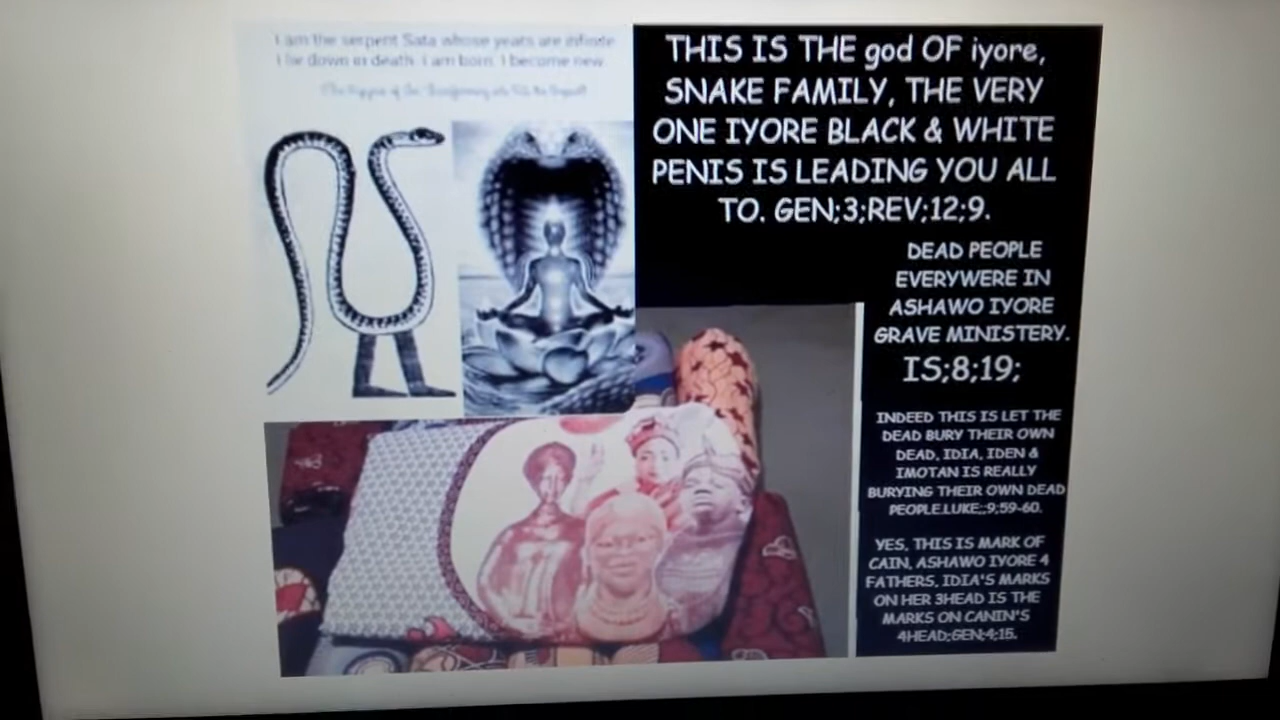 I am the serpent Sata whose years are infinite
I lie down in death. I am born. I become new
THIS IS THE god OF iyore,
SNAKE FAMILY, THE VERY
ONE IYORE BLACK & WHITE
PENIS IS LEADING YOU ALL
TO. GEN;3;REV;12;9.
DEAD PEOPLE
EVERYWERE IN
ASHAWO IYORE
GRAVE MINISTERY.
IS;8;19;
INDEED THIS IS LET THE
DEAD BURY THEIR OWN
DEAD, IDIA, IDEN &
IMOTAN IS REALLY
BURYING THEIR OWN DEAD
PEOPLE.LUKE;;9;59-60.
YES, THIS IS MARK OF
CAIN, ASHAWO IYORE 4
FATHERS, IDIA'S MARKS
ON HER 3HEAD IS THE
MARKS ON CANIN'S
4HEAD;GEN;4;15.